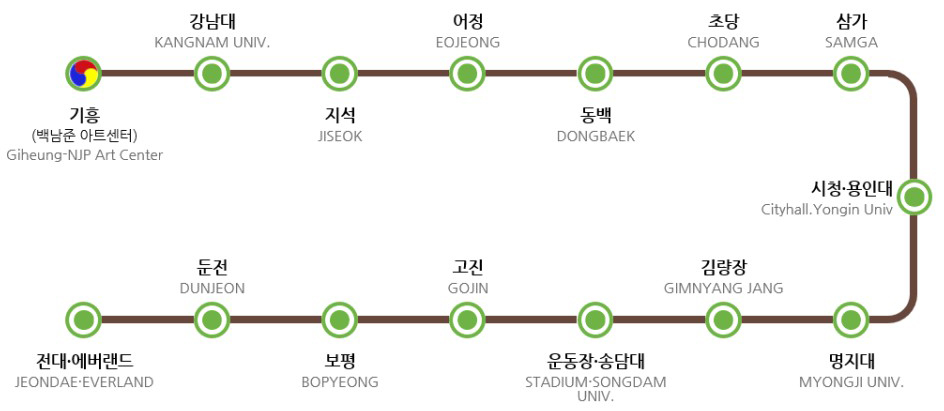 강남대
KANGNAM UNIV.
어정
EOJEONG
초당
CHODANG
삼가
SAMGA
기흥
(백남준 아트센터)
Giheung-NJP Art Center
지석
JISEOK
동백
DONGBAEK
시청·용인대
Cityhall.Yongin Univ
둔전
DUNJEON
고진
GOJIN
김량장
GIMNYANG JANG
전대·에버랜드
JEONDAE·EVERLAND
보평
BOPYEONG
운동장·송담대
STADIUM·SONGDAM
UNIV.
명지대
MYONGJI UNIV.